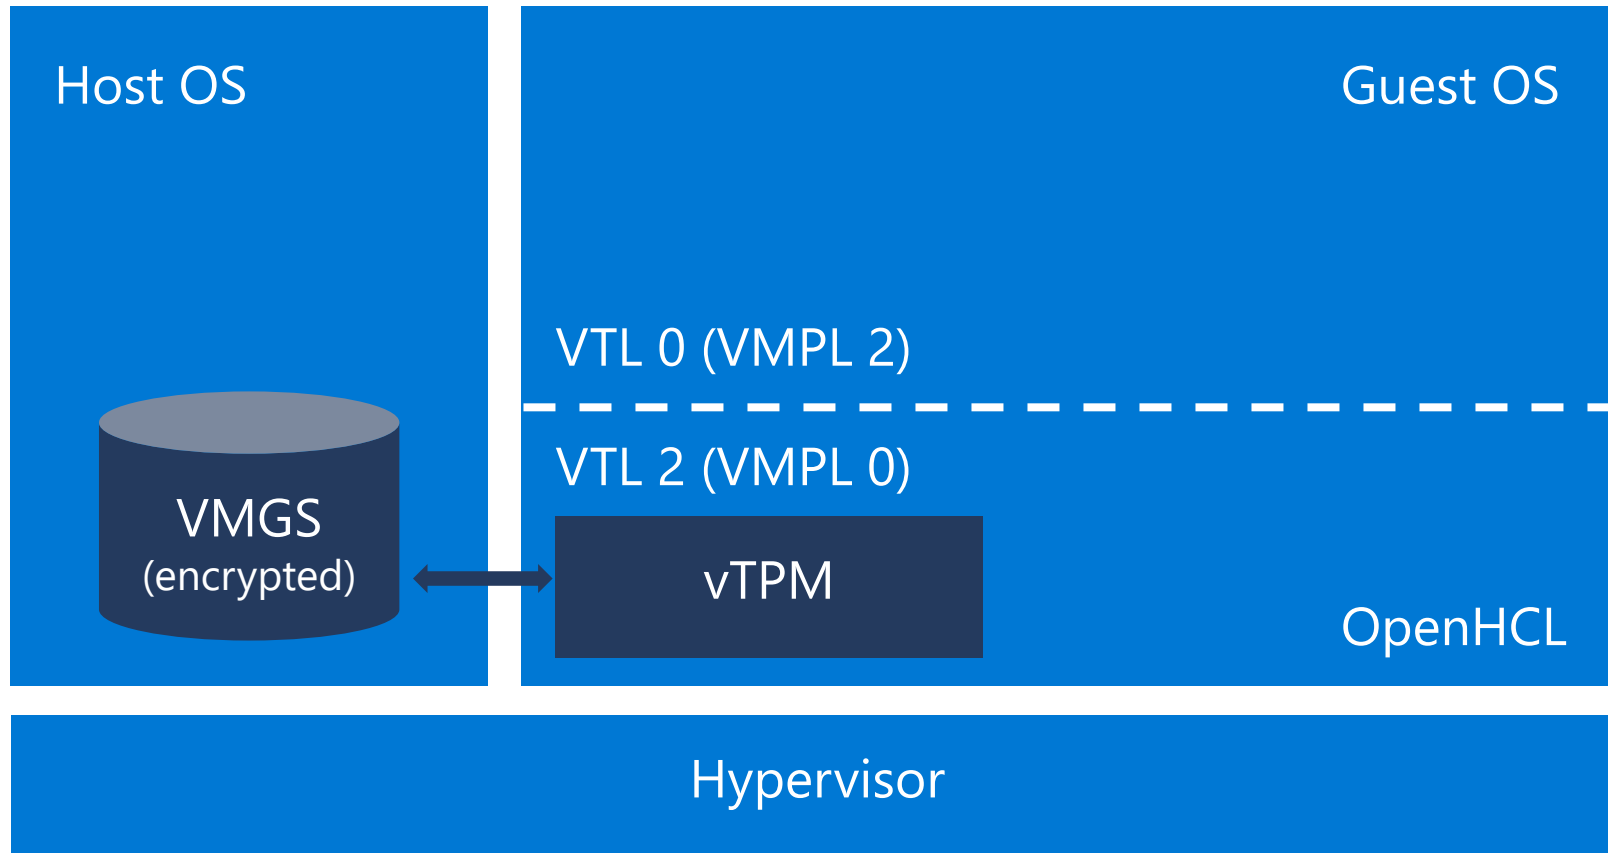 Host OS
Guest OS
VTL 0 (VMPL 2)
VTL 2 (VMPL 0)
VMGS
(encrypted)
vTPM
OpenHCL
Hypervisor